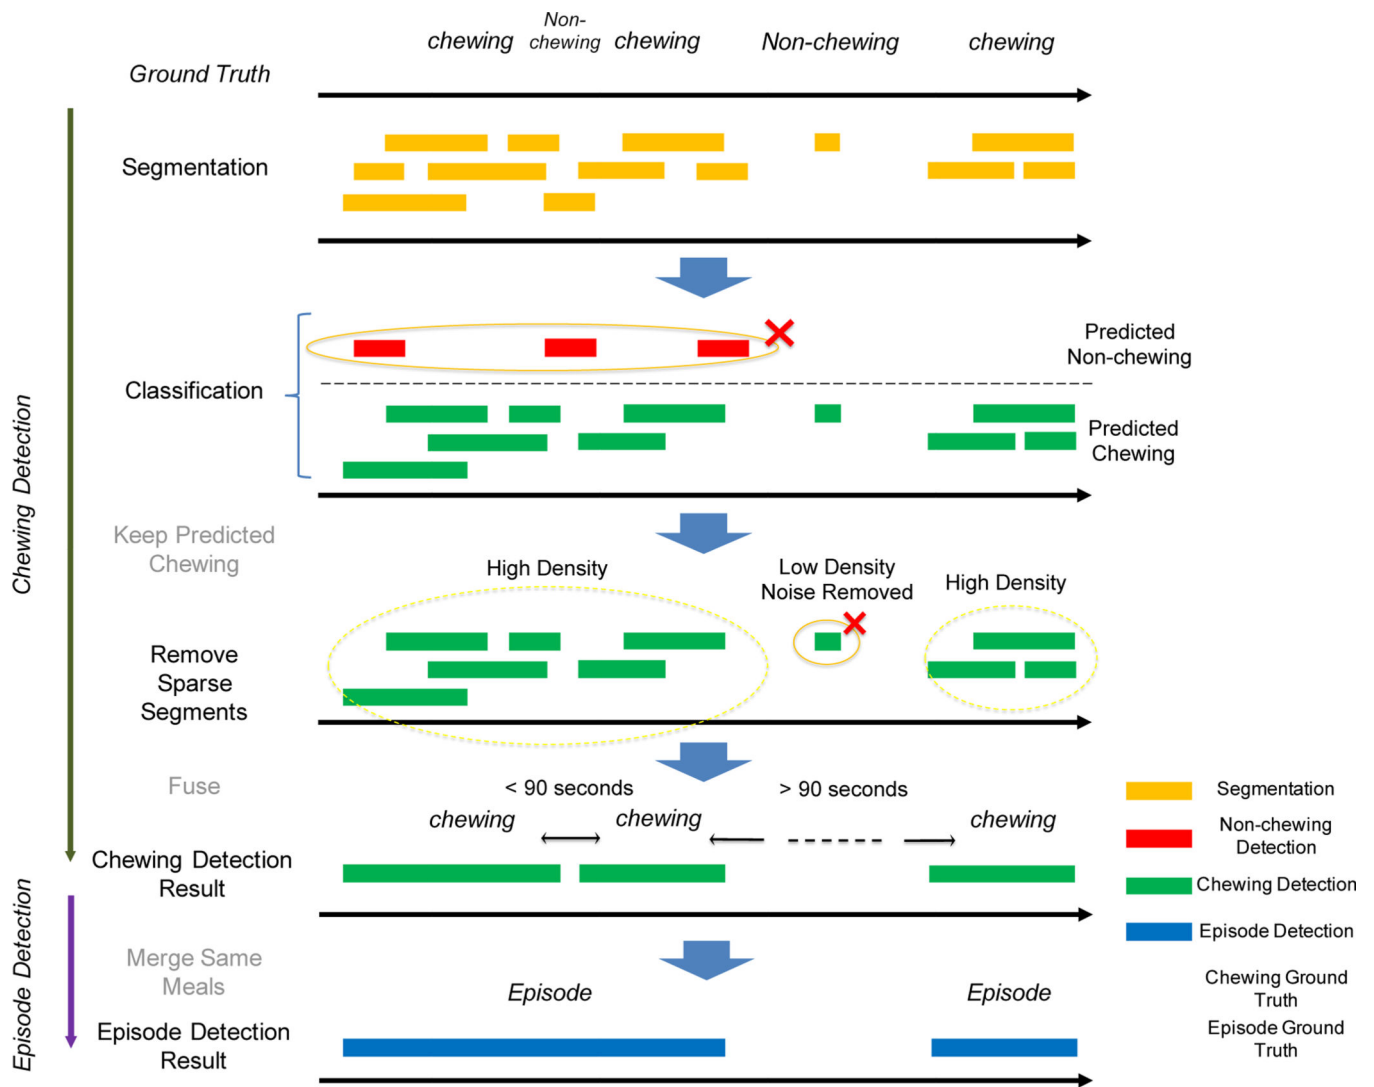 Non-
chewing
chewing
chewing
Non-chewing
chewing
Ground Truth
Segmentation
Predicted
Non-chewing
Classification
Predicted
Chewing
Chewing Detection
Keep Predicted
Chewing
High Density
Low Density
Noise Removed
High Density
Remove
Sparse
Segments
Fuse
< 90 seconds
> 90 seconds
chewing
chewing
chewing
Chewing Detection
Result
Segmentation
Non-chewing
Detection
Chewing Detection
Episode Detection
Episode Detection
Merge Same
Meals
Episode
Episode
Chewing Ground
Truth
Episode Ground
Truth
Episode Detection
Result